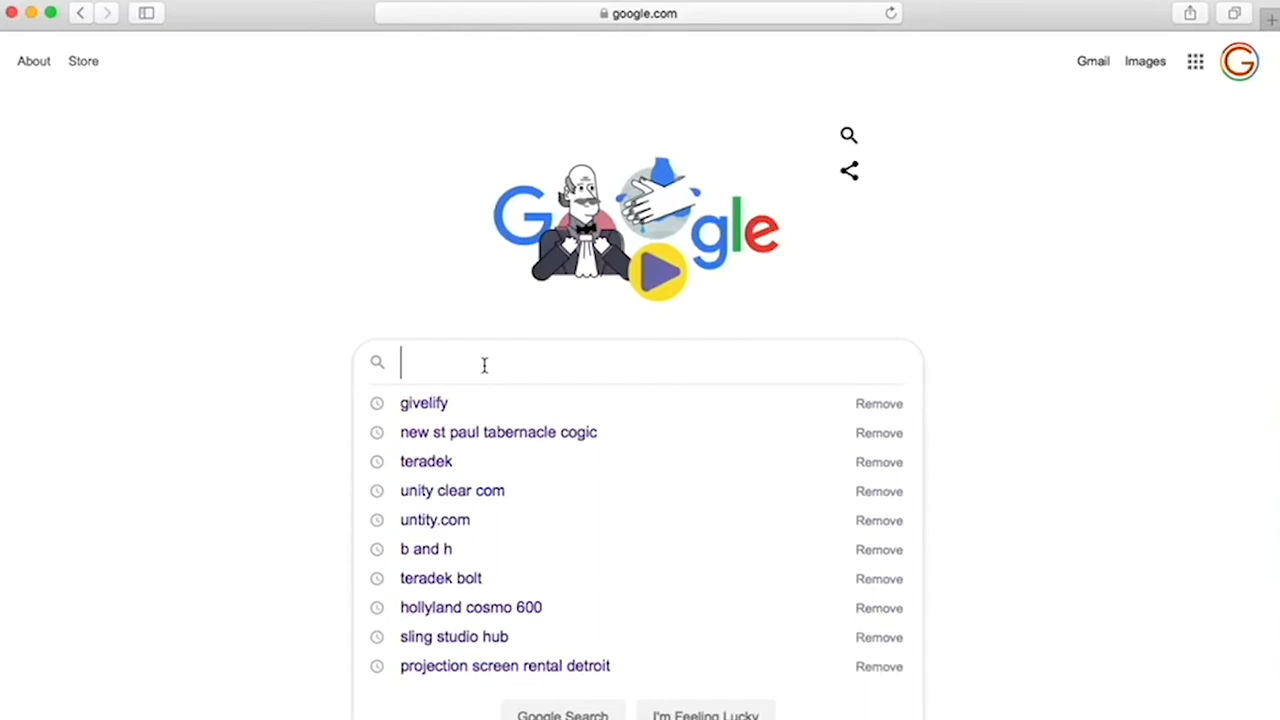 google.com
About Store Gmail Images G
Google
givelify Remove
new st paul tabernacle cogic Remove
teradek Remove
unity clear com Remove
untity.com Remove
b and h Remove
teradek bolt Remove
hollyland cosmo 600 Remove
sling studio hub Remove
projection screen rental detroit Remove
Google Search I'm Feeling Lucky